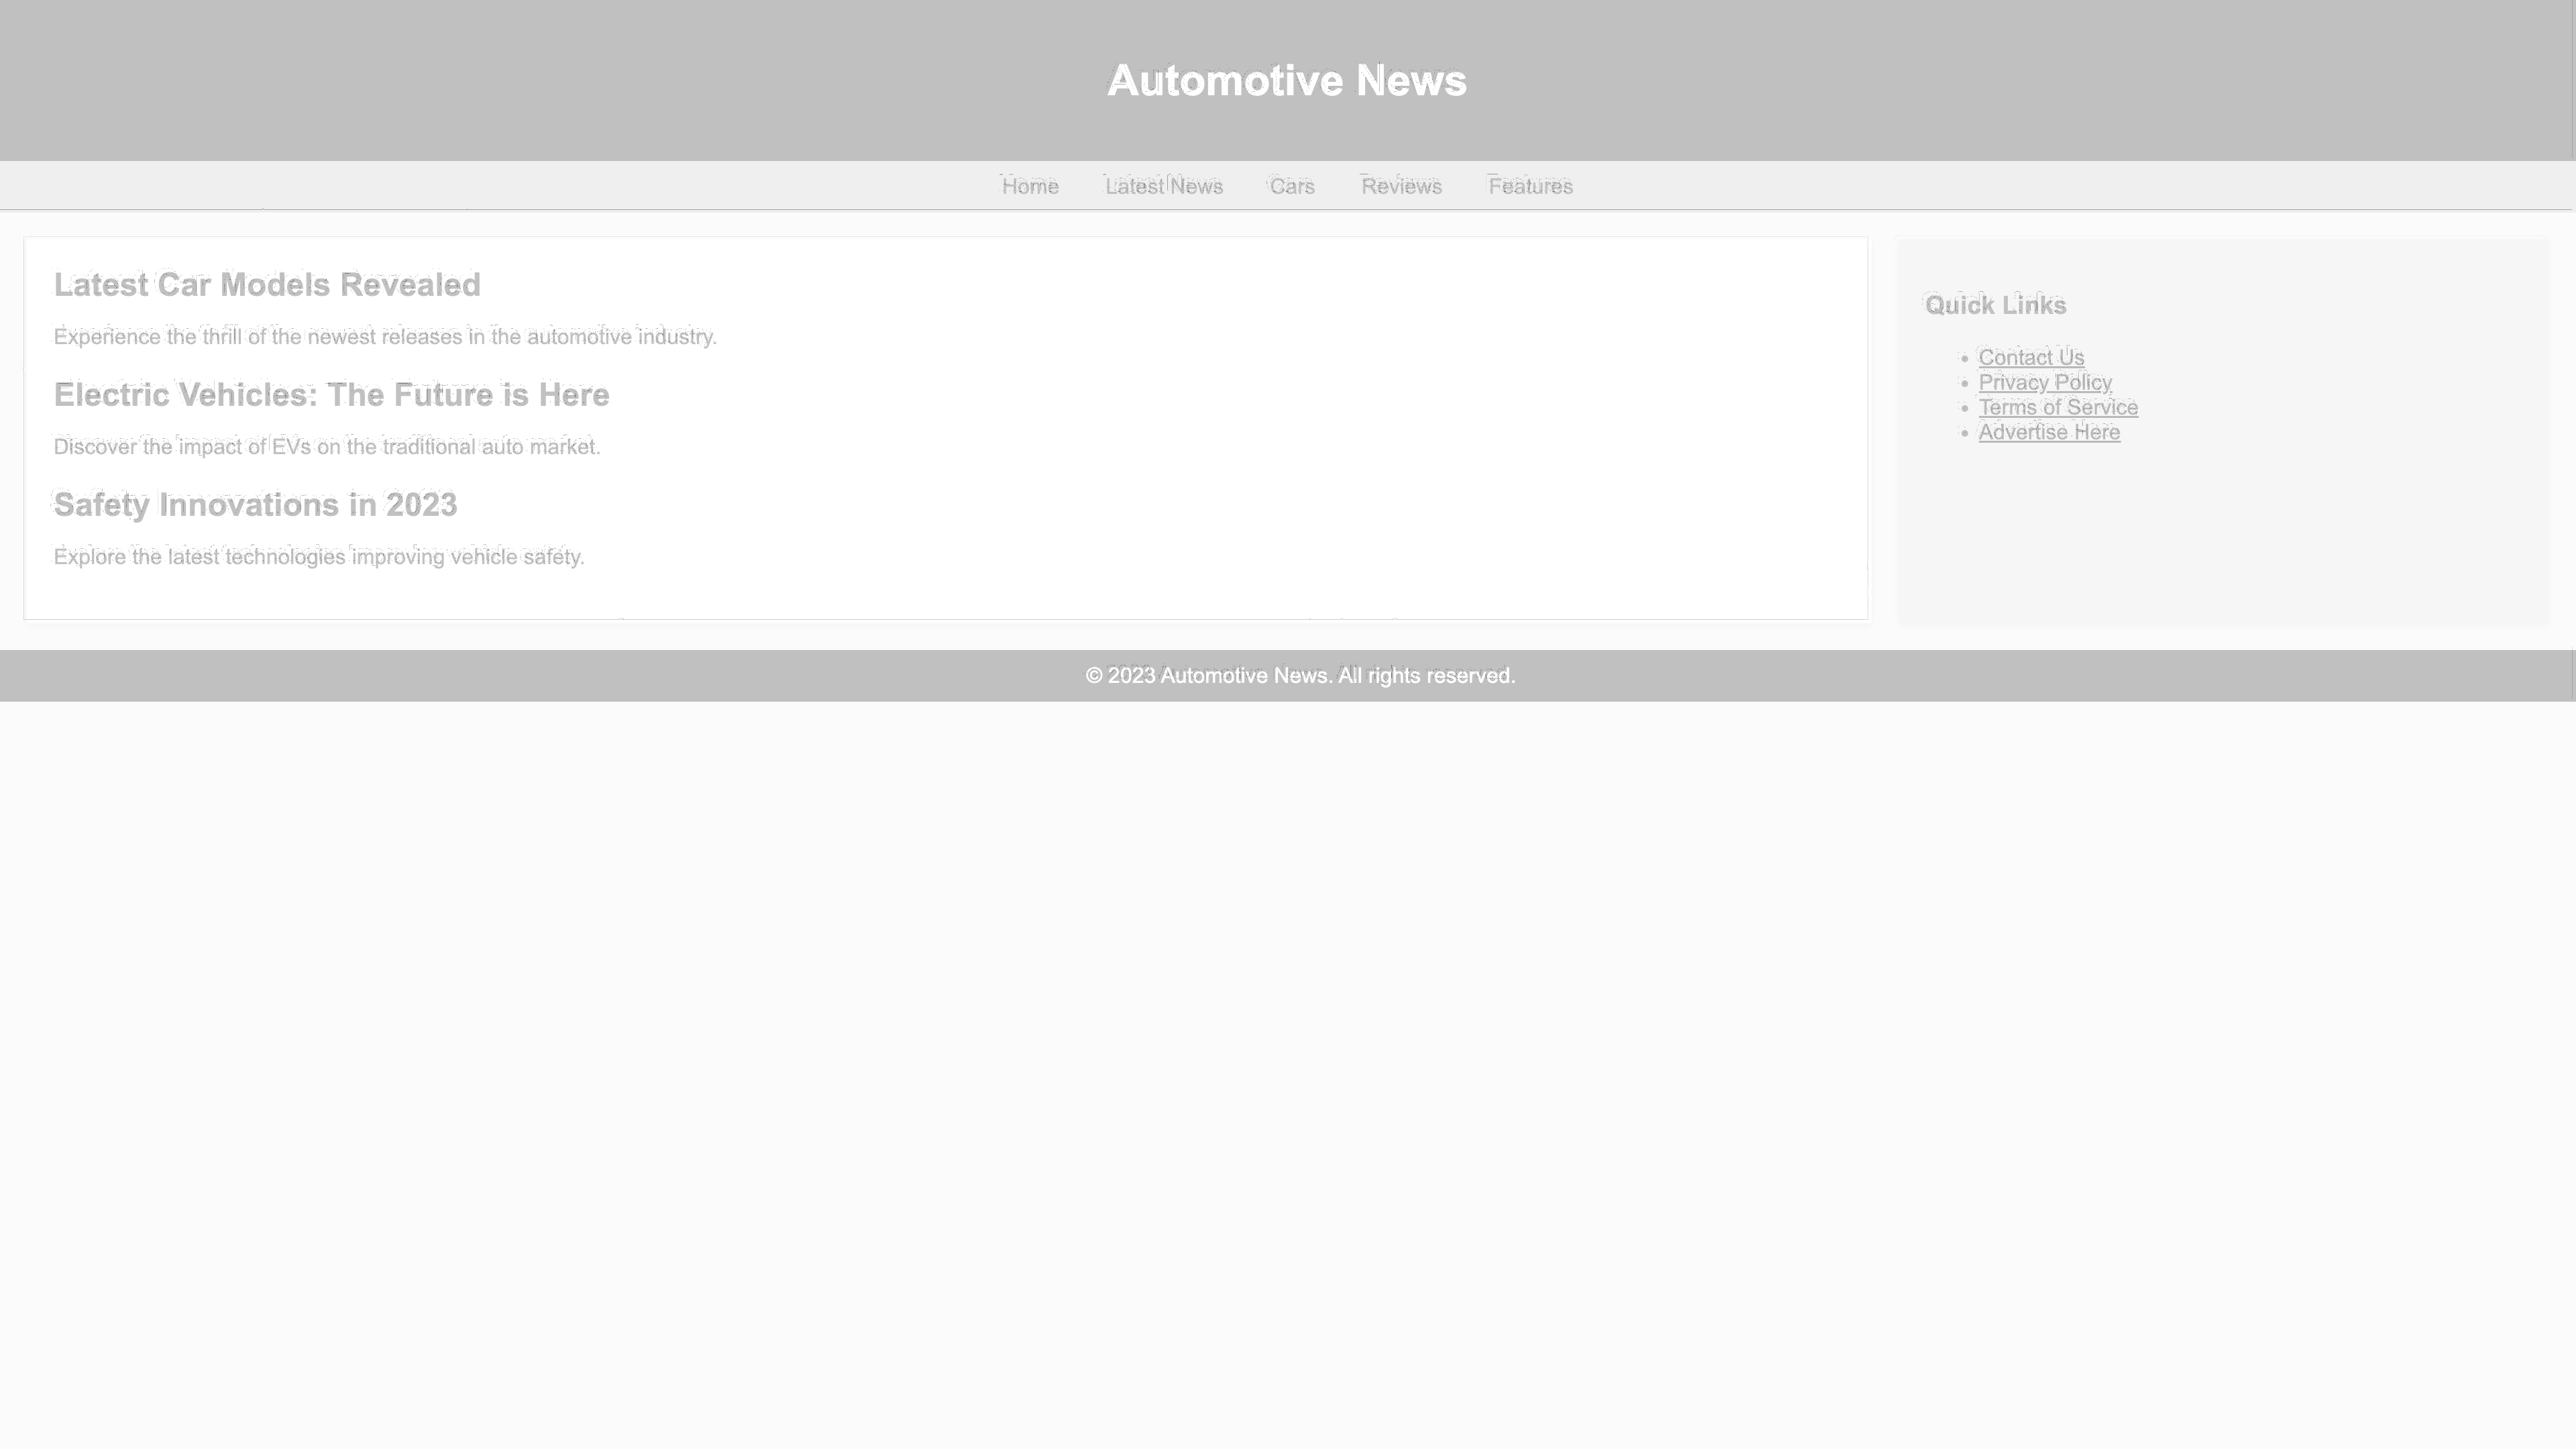 Automotive News
Home Latest News Cars Reviews Features
Latest Car Models Revealed
Experience the thrill of the newest releases in the automotive industry.
Electric Vehicles: The Future is Here
Discover the impact of EVs on the traditional auto market.
Safety Innovations in 2023
Explore the latest technologies improving vehicle safety.
Quick Links
• Contact Us
• Privacy Policy
• Terms of Service
• Advertise Here
© 2023 Automotive News. All rights reserved.